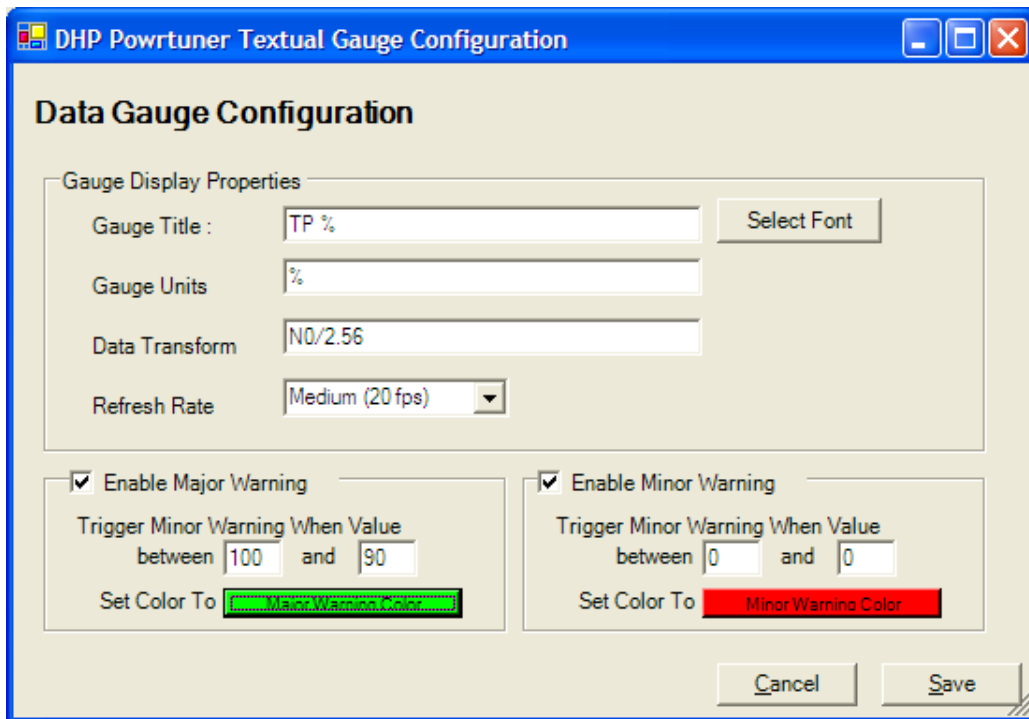 DHP Powrtuner Textual Gauge Configuration
Data Gauge Configuration
Gauge Display Properties
Gauge Title : TP % Select Font
Gauge Units %
Data Transform N0/2.56
Refresh Rate Medium (20 fps)
Enable Major Warning
Trigger Minor Warning When Value
between 100 and 90
Set Color To Major Warning Color
Enable Minor Warning
Trigger Minor Warning When Value
between 0 and 0
Set Color To Minor Warning Color
Cancel Save